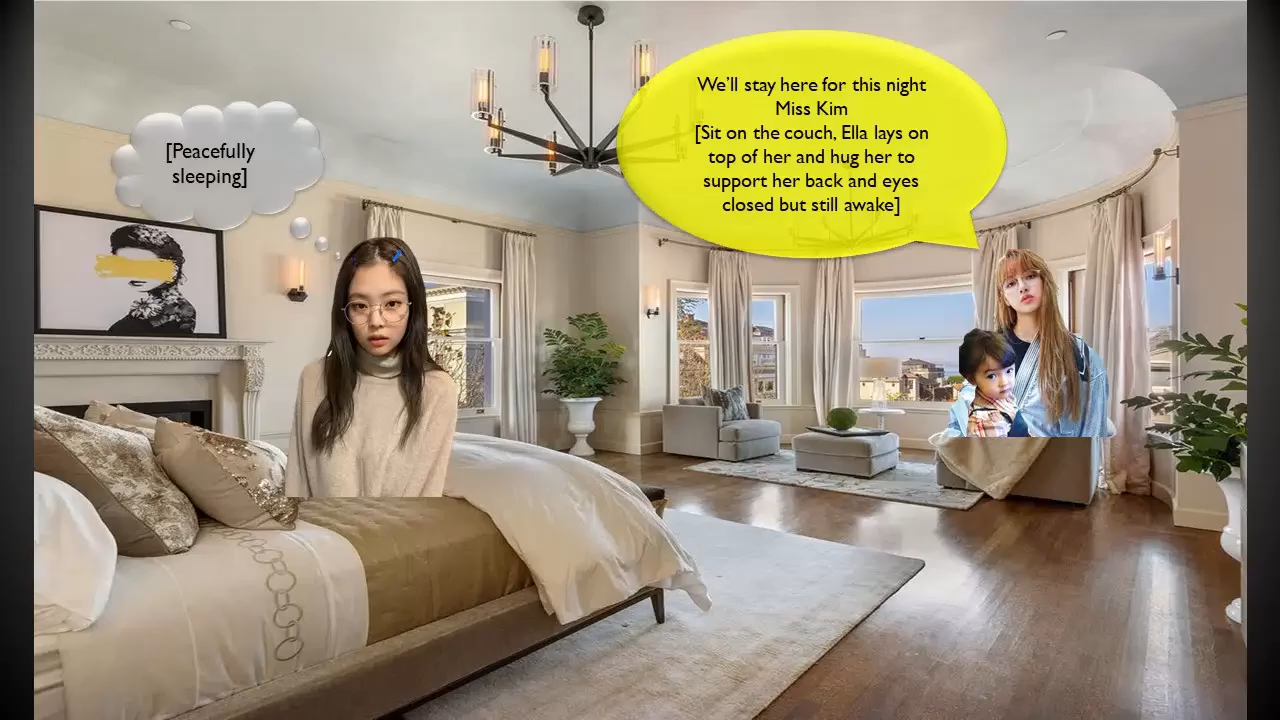 [Peacefully
sleeping]
We'll stay here for this night
Miss Kim
[Sit on the couch, Ella lays on
top of her and hug her to
support her back and eyes
closed but still awake]